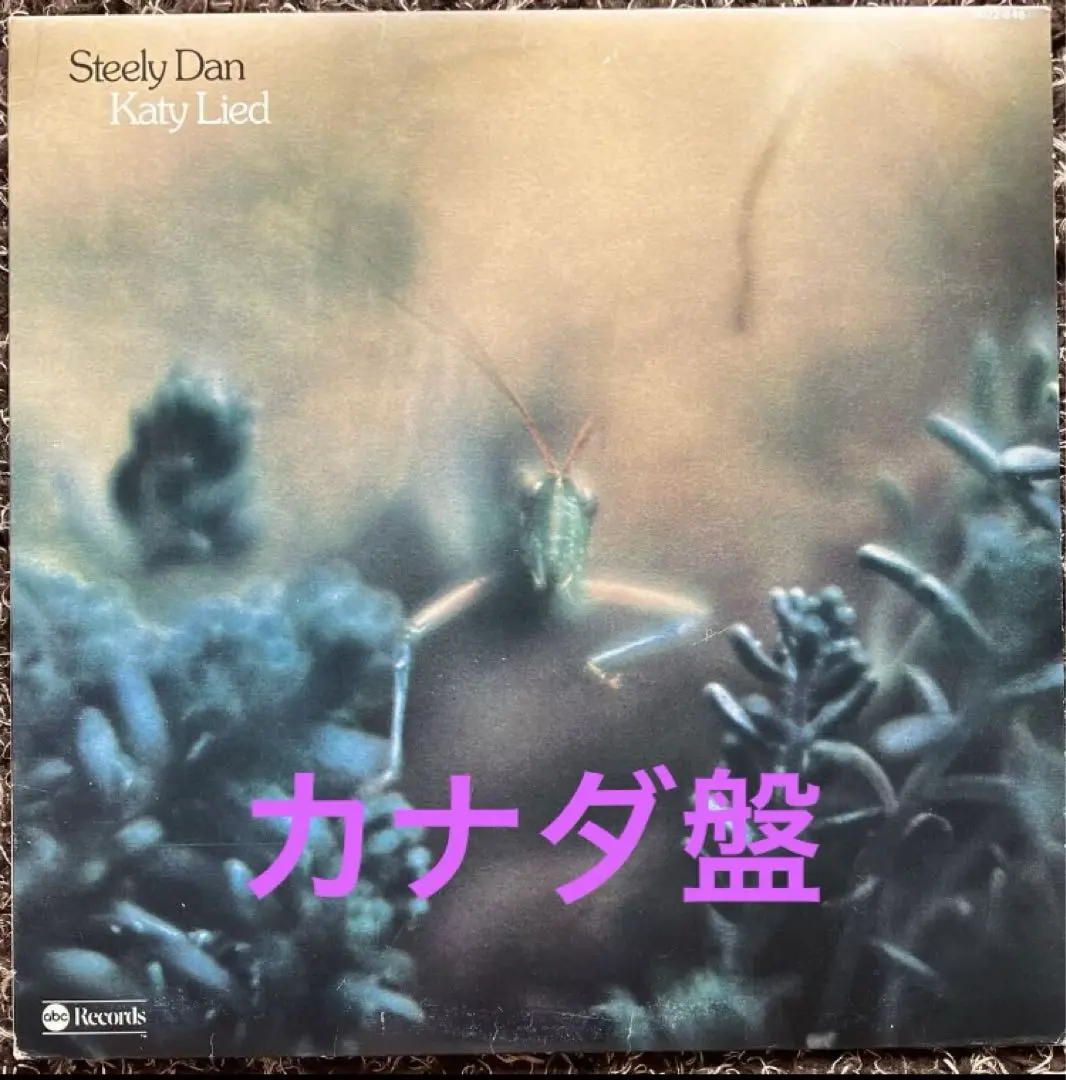 Steely Dan
Katy Lied
カナダ盤
abc Records